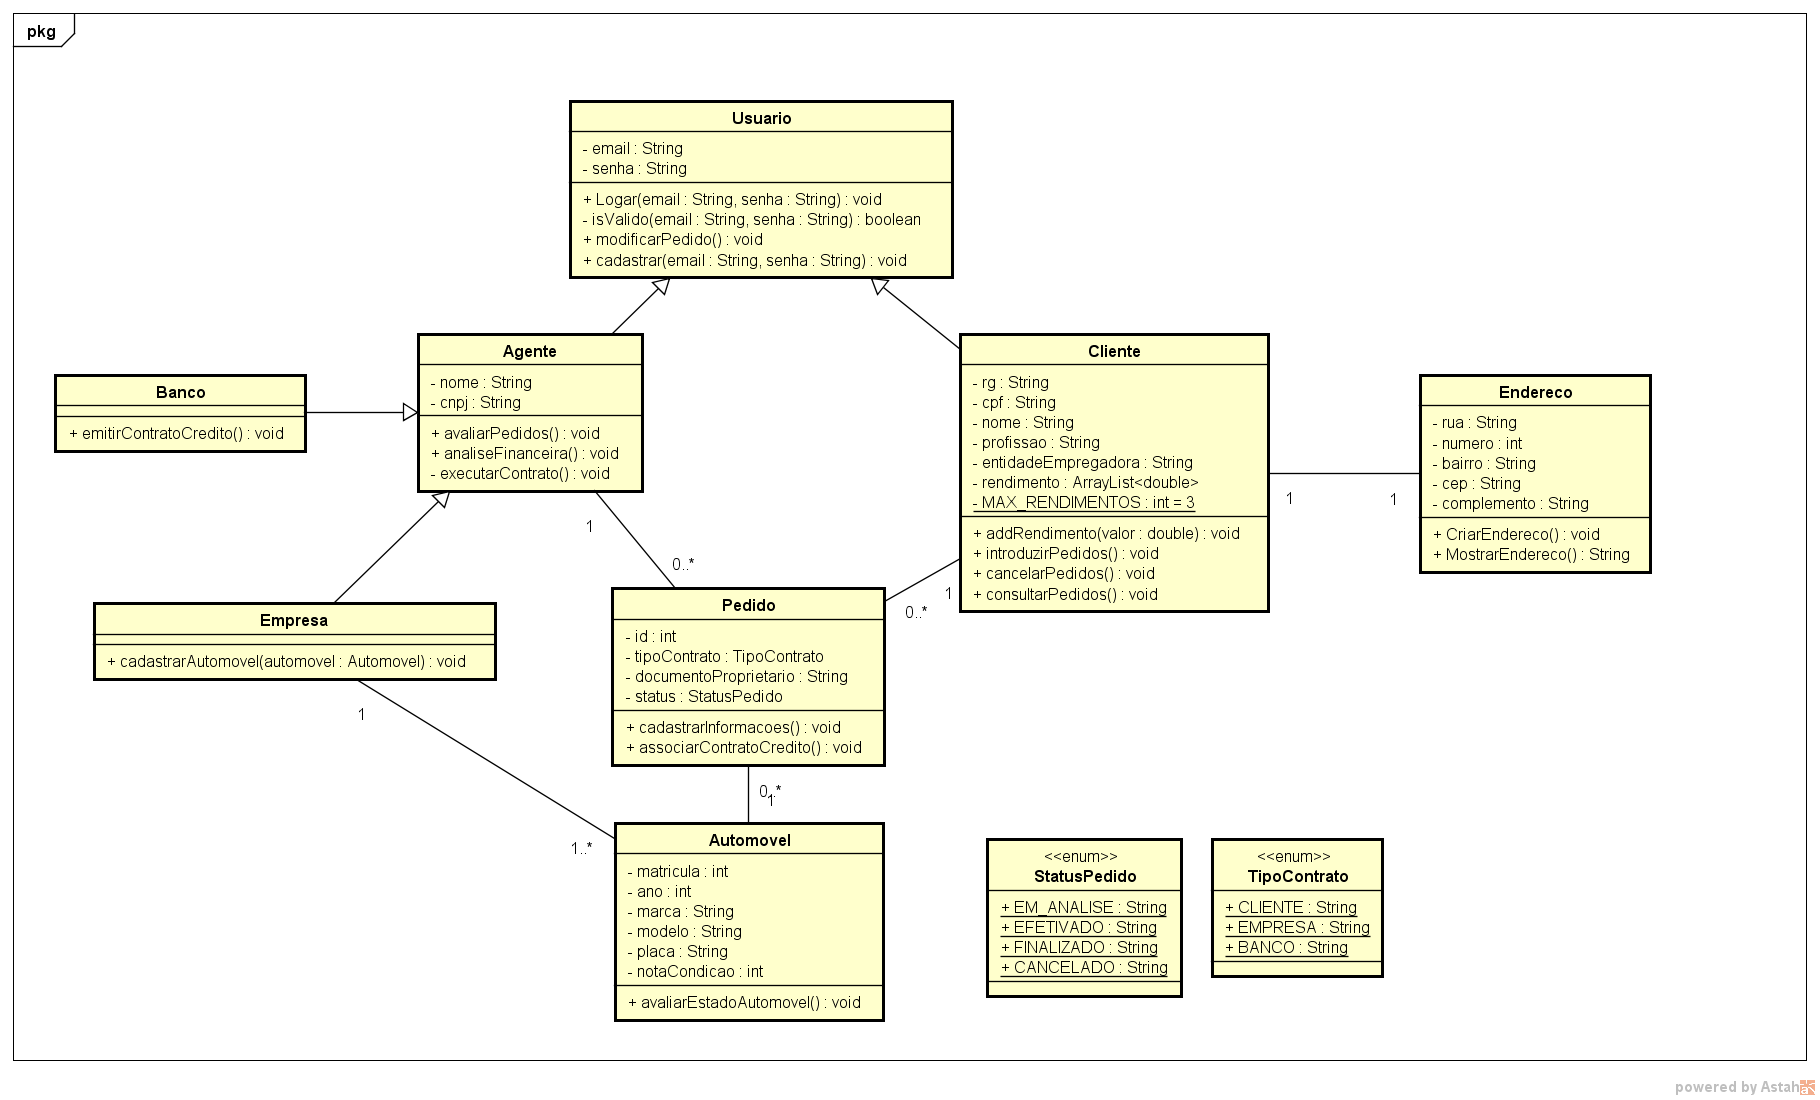 pkg
Usuario
- email : String
- senha : String
+ Logar(email : String, senha : String) : void
- isValido(email : String, senha : String) : boolean
+ modificarPedido() : void
+ cadastrar(email : String, senha : String) : void
Agente
- nome : String
- cnpj : String
+ avaliarPedidos() : void
+ analiseFinanceira() : void
- executarContrato() : void
Banco
+ emitirContratoCredito() : void
Cliente
- rg : String
- cpf : String
- nome : String
- profissao : String
- entidadeEmpregadora : String
- rendimento : ArrayList<double>
- MAX_RENDIMENTOS : int = 3
+ addRendimento(valor : double) : void
+ introduzirPedidos() : void
+ cancelarPedidos() : void
+ consultarPedidos() : void
1
1
Endereco
- rua : String
- numero : int
- bairro : String
- cep : String
- complemento : String
+ CriarEndereco() : void
+ MostrarEndereco() : String
1
0..*
1
0..*
Empresa
+ cadastrarAutomovel(automovel : Automovel) : void
Pedido
- id : int
- tipoContrato : TipoContrato
- documentoProprietario : String
- status : StatusPedido
+ cadastrarInformacoes() : void
+ associarContratoCredito() : void
1
1..*
0..*
1
Automovel
- matricula : int
- ano : int
- marca : String
- modelo : String
- placa : String
- notaCondicao : int
+ avaliarEstadoAutomovel() : void
<<enum>>
StatusPedido
+ EM_ANALISE : String
+ EFETIVADO : String
+ FINALIZADO : String
+ CANCELADO : String
<<enum>>
TipoContrato
+ CLIENTE : String
+ EMPRESA : String
+ BANCO : String
powered by Astah